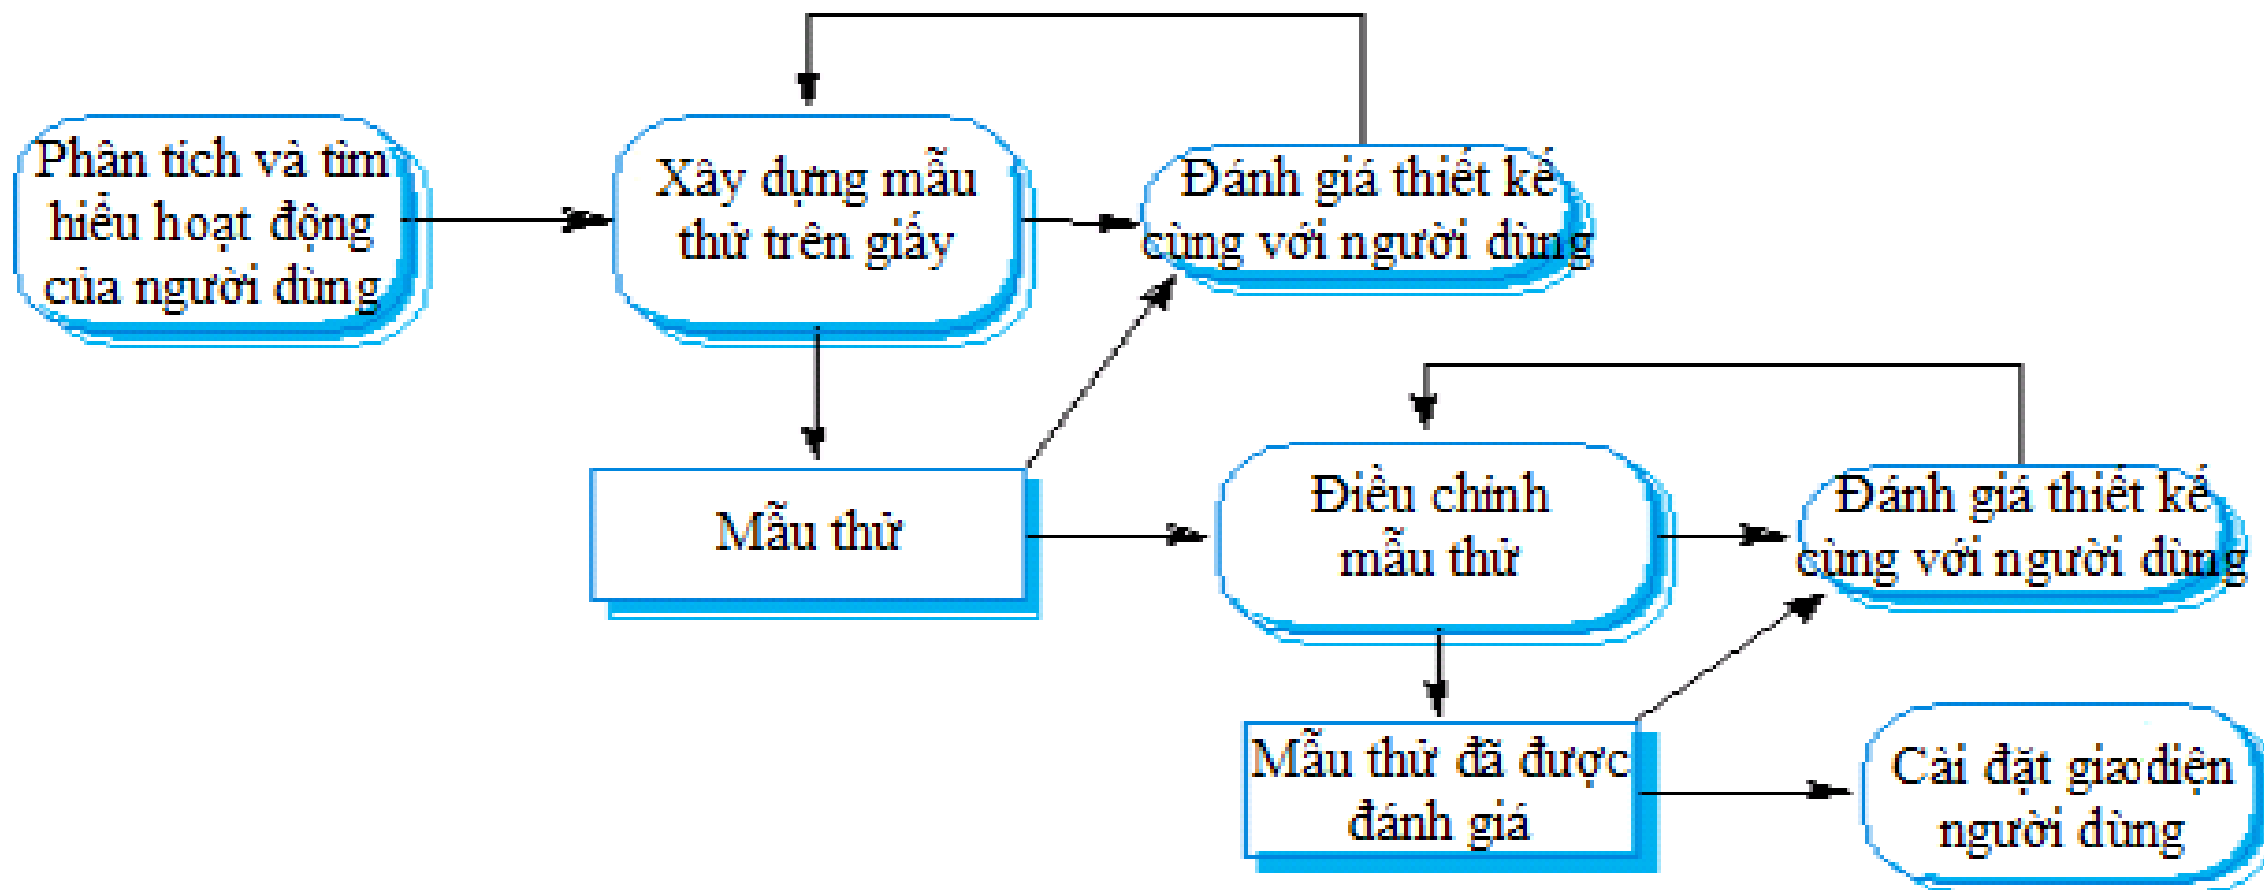 Phân tích và tìm
hiểu hoạt động
của người dùng
Xây dựng mẫu
thử trên giấy
Đánh giá thiết kế
cùng với người dùng
Mẫu thử
Điều chỉnh
mẫu thử
Đánh giá thiết kế
cùng với người dùng
Mẫu thử đã được
đánh giá
Cài đặt giao diện
người dùng